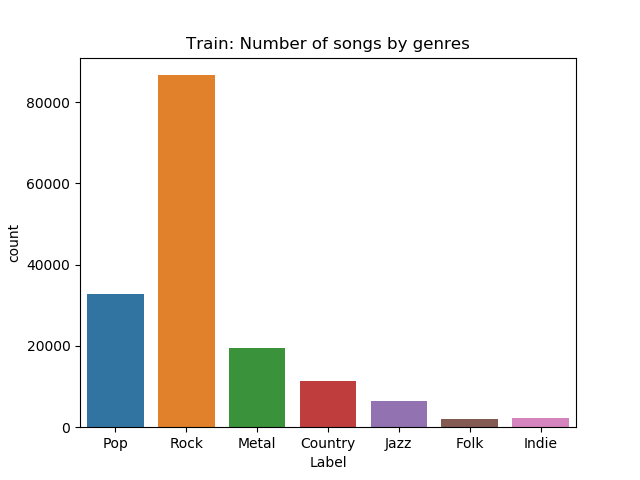 Train: Number of songs by genres
count
80000
60000
40000
20000
0
Pop Rock Metal Country Jazz Folk Indie
Label